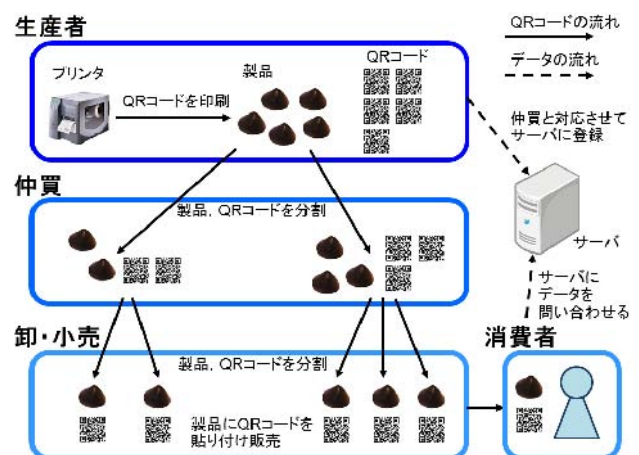 生産者
QRコードの流れ
データの流れ
プリンタ
製品
QRコード
QRコードを印刷
仲買と対応させて
サーバに登録
仲買
製品，QRコードを分割
サーバ
サーバに
データを
問い合わせる
卸・小売
消費者
製品，QRコードを分割
製品にQRコードを
貼り付け販売